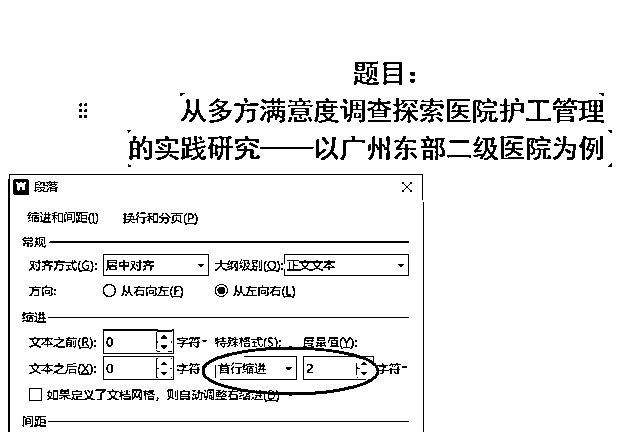 题目：
从多方满意度调查探索医院护工管理
的实践研究——以广州东部二级医院为例
W 段落
缩进和间距(I) 换行和分页(P)
常规
对齐方式(G): 居中对齐 大纲级别(O): 正文文本
方向: 从右向左(F) 从左向右(L)
缩进
文本之前(R): 0 字符 特殊格式(S): 度量值(Y):
文本之后(X): 0 字符 首行缩进 2 字符
如果定义了文档网格，则自动调整右缩进(D)
间距